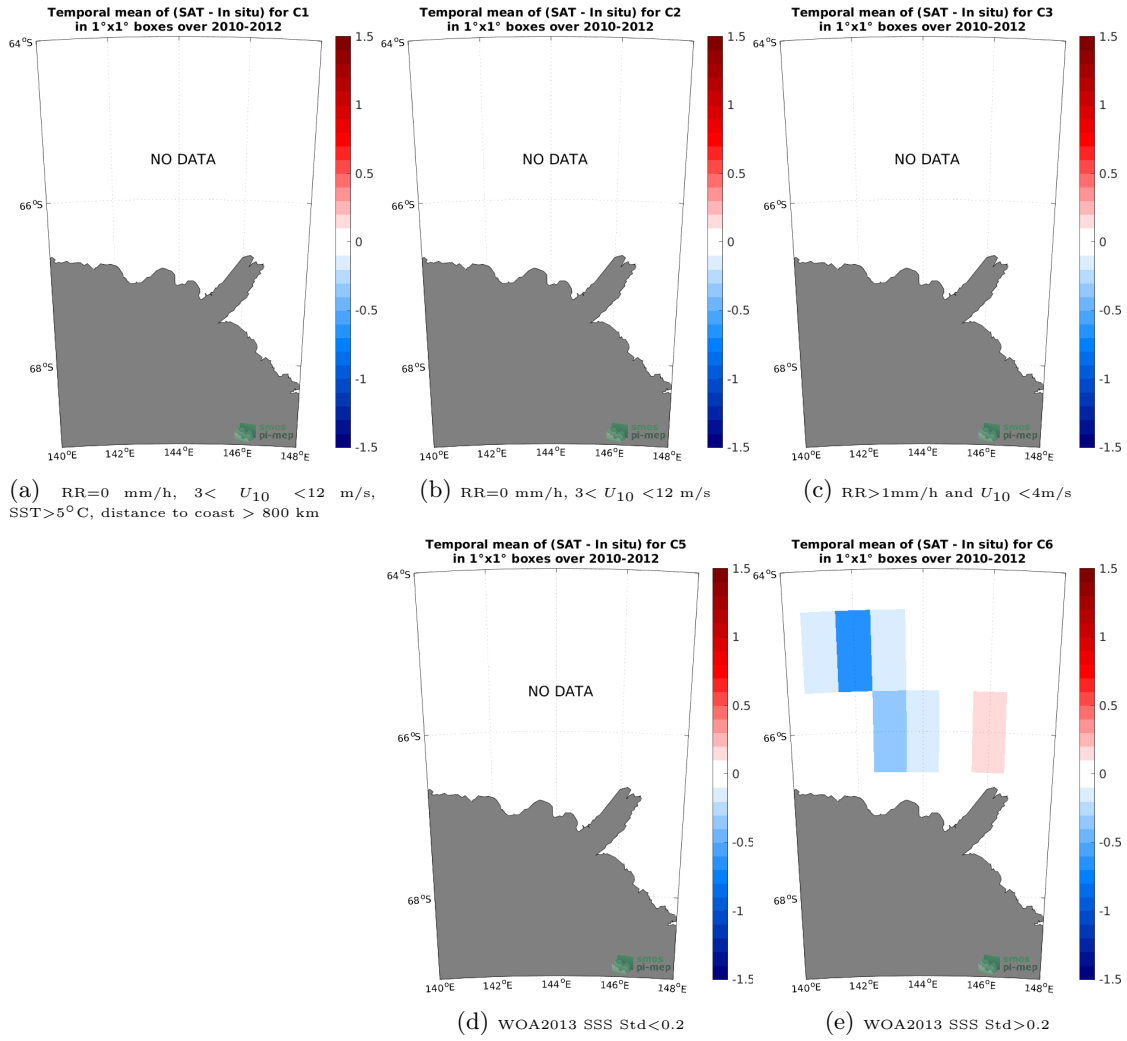 Temporal mean of (SAT - In situ) for C1
in 1°x1° boxes over 2010-2012
64°S
66°S
68°S
140°E
142°E
144°E
146°E
148°E
NO DATA
1.5
1
0.5
0
-0.5
-1
-1.5
smos
pi-mep
(a) RR=0 mm/h, 3< U10 <12 m/s,
SST>5°C, distance to coast > 800 km
Temporal mean of (SAT - In situ) for C2
in 1°x1° boxes over 2010-2012
64°S
66°S
68°S
140°E
142°E
144°E
146°E
148°E
NO DATA
1.5
1
0.5
0
-0.5
-1
-1.5
smos
pi-mep
(b) RR=0 mm/h, 3< U10 <12 m/s
Temporal mean of (SAT - In situ) for C3
in 1°x1° boxes over 2010-2012
64°S
66°S
68°S
140°E
142°E
144°E
146°E
148°E
NO DATA
1.5
1
0.5
0
-0.5
-1
-1.5
smos
pi-mep
(c) RR>1mm/h and U10 <4m/s
Temporal mean of (SAT - In situ) for C5
in 1°x1° boxes over 2010-2012
64°S
66°S
68°S
140°E
142°E
144°E
146°E
148°E
NO DATA
1.5
1
0.5
0
-0.5
-1
-1.5
smos
pi-mep
(d) WOA2013 SSS Std<0.2
Temporal mean of (SAT - In situ) for C6
in 1°x1° boxes over 2010-2012
64°S
66°S
68°S
140°E
142°E
144°E
146°E
148°E
1.5
1
0.5
0
-0.5
-1
-1.5
smos
pi-mep
(e) WOA2013 SSS Std>0.2